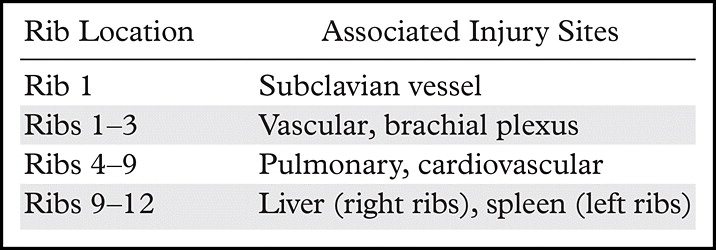 Rib Location Associated Injury Sites
Rib 1 Subclavian vessel
Ribs 1–3 Vascular, brachial plexus
Ribs 4–9 Pulmonary, cardiovascular
Ribs 9–12 Liver (right ribs), spleen (left ribs)